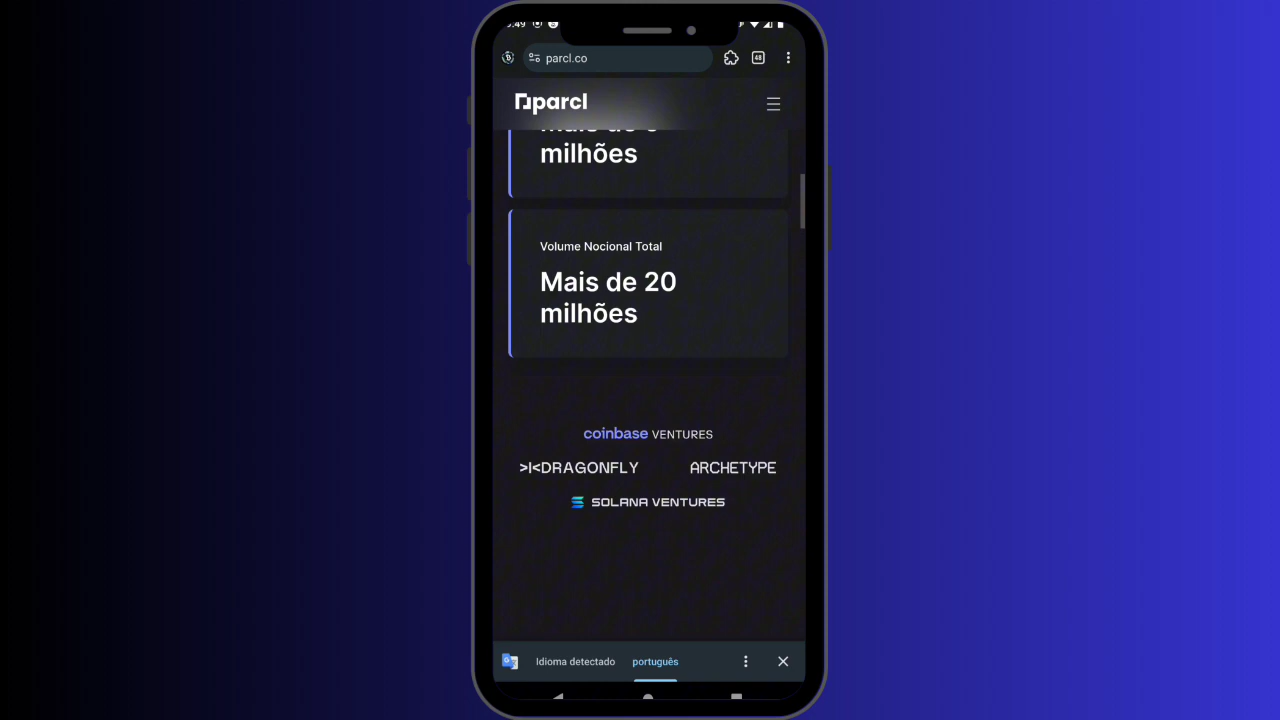 parcl.co
48
parcl
milhões
Volume Nocional Total
Mais de 20
milhões
coinbase VENTURES
DRAGONFLY
ARCHETYPE
SOLANA VENTURES
Idioma detectado
português